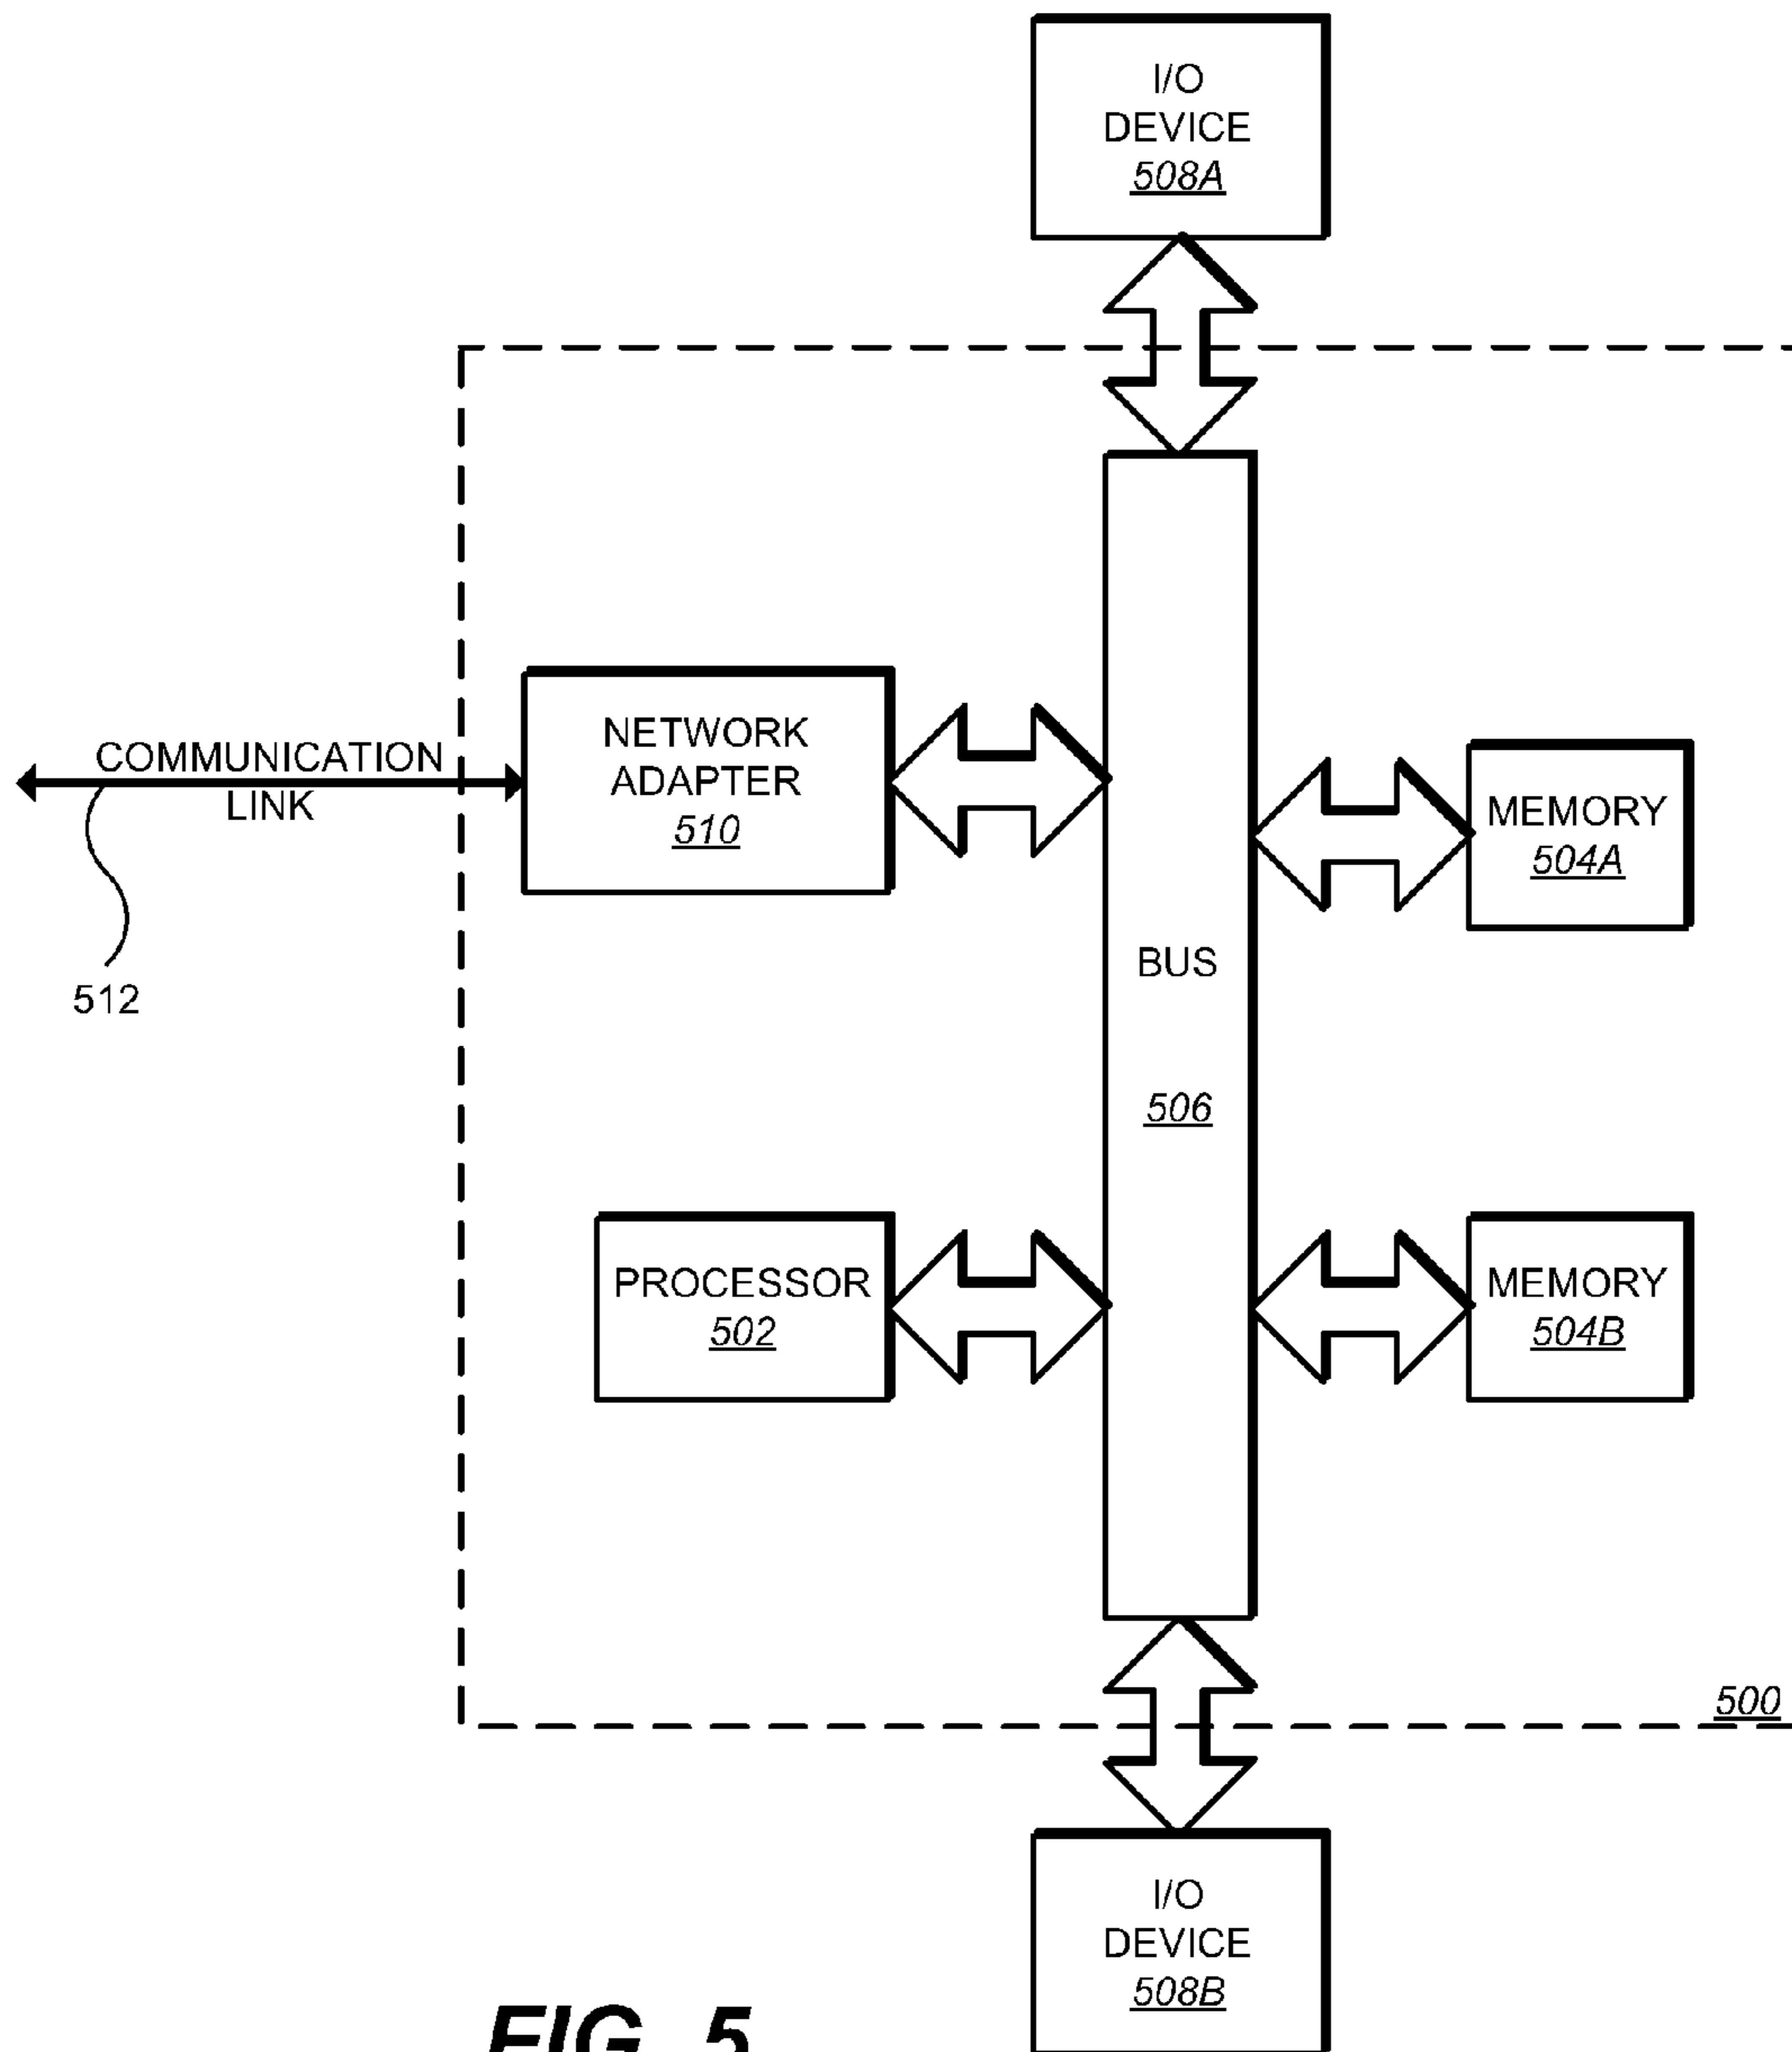 I/O
DEVICE
508A
COMMUNICATION
LINK
512
NETWORK
ADAPTER
510
MEMORY
504A
BUS
506
PROCESSOR
502
MEMORY
504B
500
I/O
DEVICE
508B
FIG. 5